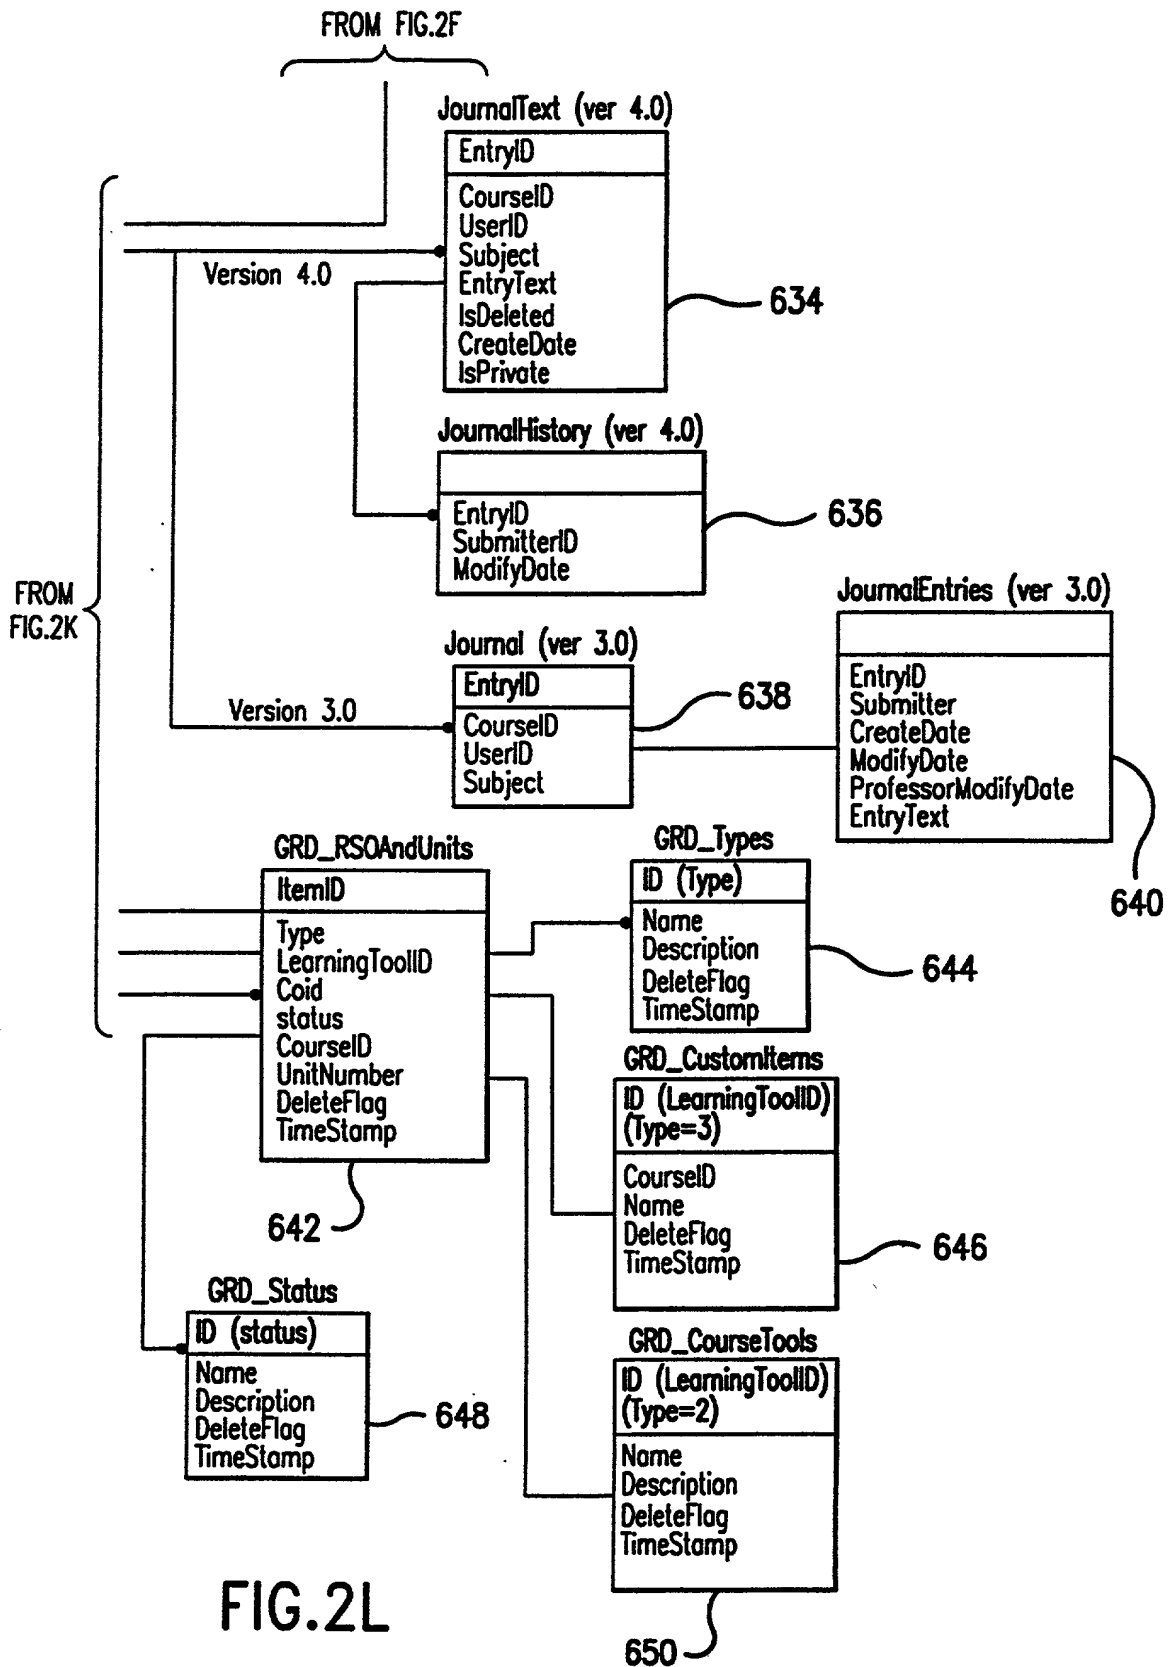 FROM FIG.2F
JournalText (ver 4.0)
EntryID
CourseID
UserID
Subject
EntryText
IsDeleted
CreateDate
IsPrivate
Version 4.0
634
JournalHistory (ver 4.0)
EntryID
SubmitterID
ModifyDate
636
FROM
FIG.2K
JournalEntries (ver 3.0)
EntryID
Submitter
CreateDate
ModifyDate
ProfessorModifyDate
EntryText
640
Journal (ver 3.0)
EntryID
CourseID
UserID
Subject
638
Version 3.0
GRD_RSOAndUnits
ItemID
Type
LearningToolID
Coid
status
CourseID
UnitNumber
DeleteFlag
TimeStamp
642
GRD_Types
ID (Type)
Name
Description
DeleteFlag
TimeStamp
644
GRD_CustomItems
ID (LearningToolID)
(Type=3)
CourseID
Name
DeleteFlag
TimeStamp
646
GRD_Status
ID (status)
Name
Description
DeleteFlag
TimeStamp
648
GRD_CourseTools
ID (LearningToolID)
(Type=2)
Name
Description
DeleteFlag
TimeStamp
650
FIG.2L